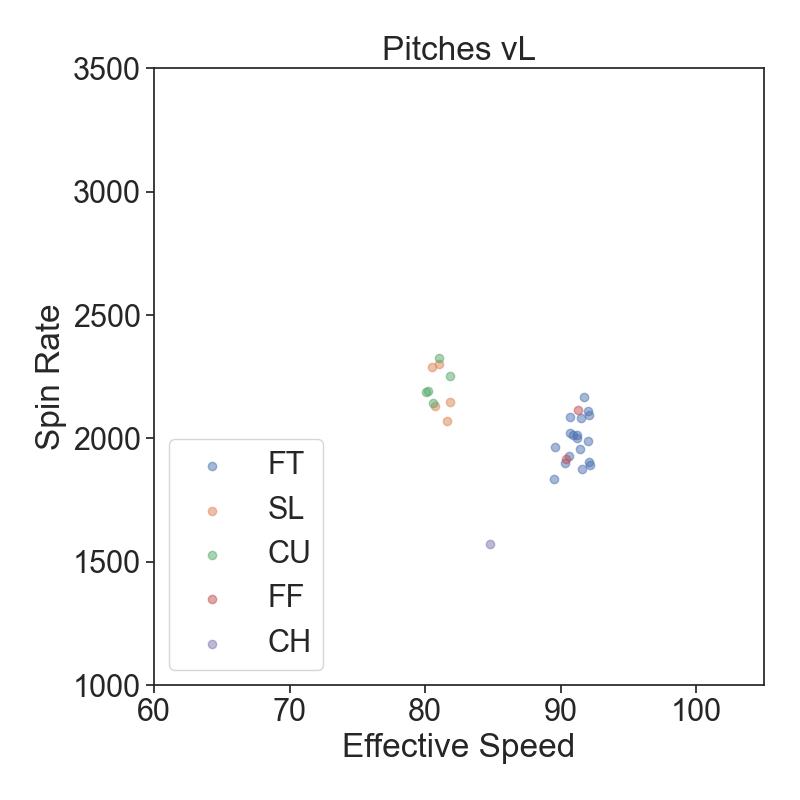 Pitches vL
3500
3000
2500
2000
1500
1000
Spin Rate
FT
SL
CU
FF
CH
60 70 80 90 100
Effective Speed